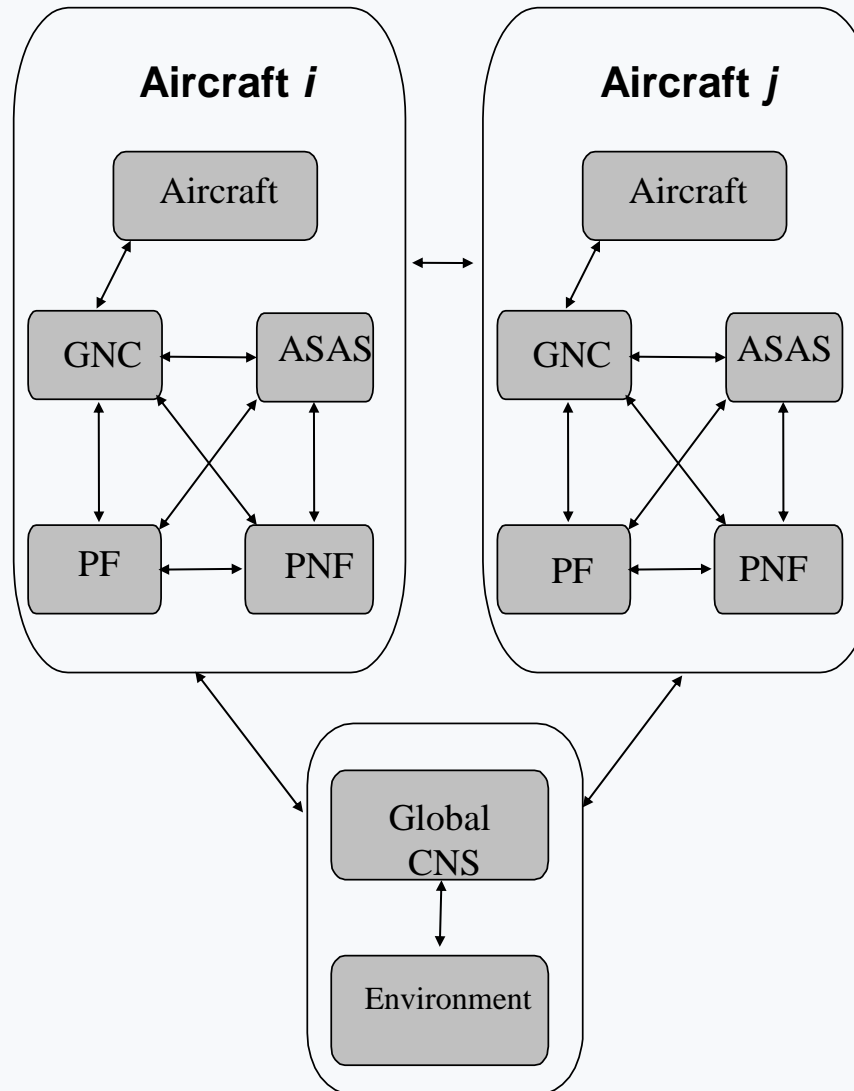 Aircraft i
Aircraft
GNC
ASAS
PF
PNF
Aircraft j
Aircraft
GNC
ASAS
PF
PNF
Global
CNS
Environment